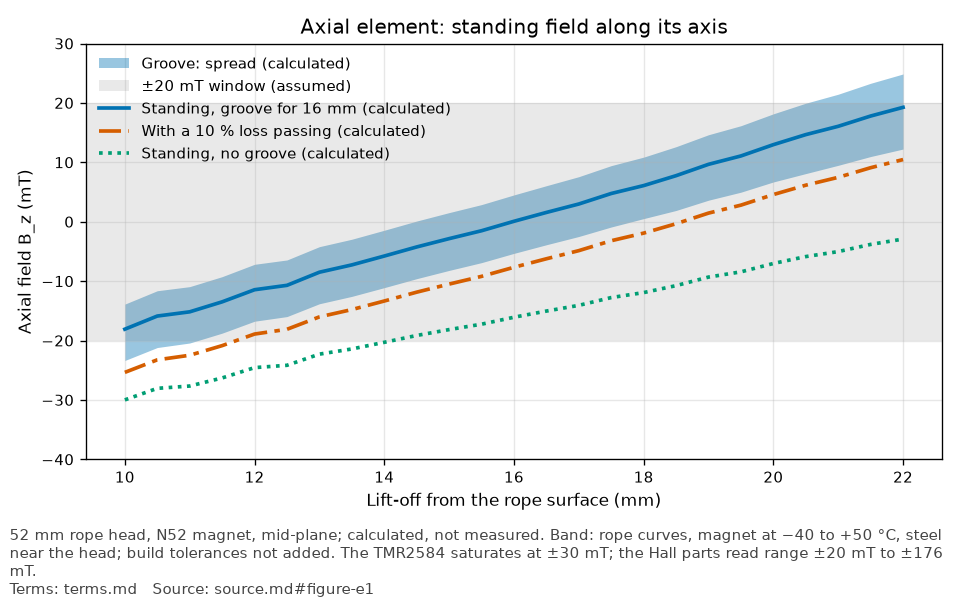 Axial element: standing field along its axis
Groove: spread (calculated)
±20 mT window (assumed)
Standing, groove for 16 mm (calculated)
With a 10 % loss passing (calculated)
Standing, no groove (calculated)
Axial field B_z (mT)
30
20
10
0
−10
−20
−30
−40
10
12
14
16
18
20
22
Lift-off from the rope surface (mm)
52 mm rope head, N52 magnet, mid-plane; calculated, not measured. Band: rope curves, magnet at −40 to +50 °C, steel
near the head; build tolerances not added. The TMR2584 saturates at ±30 mT; the Hall parts read range ±20 mT to ±176
mT.
Terms: terms.md   Source: source.md#figure-e1